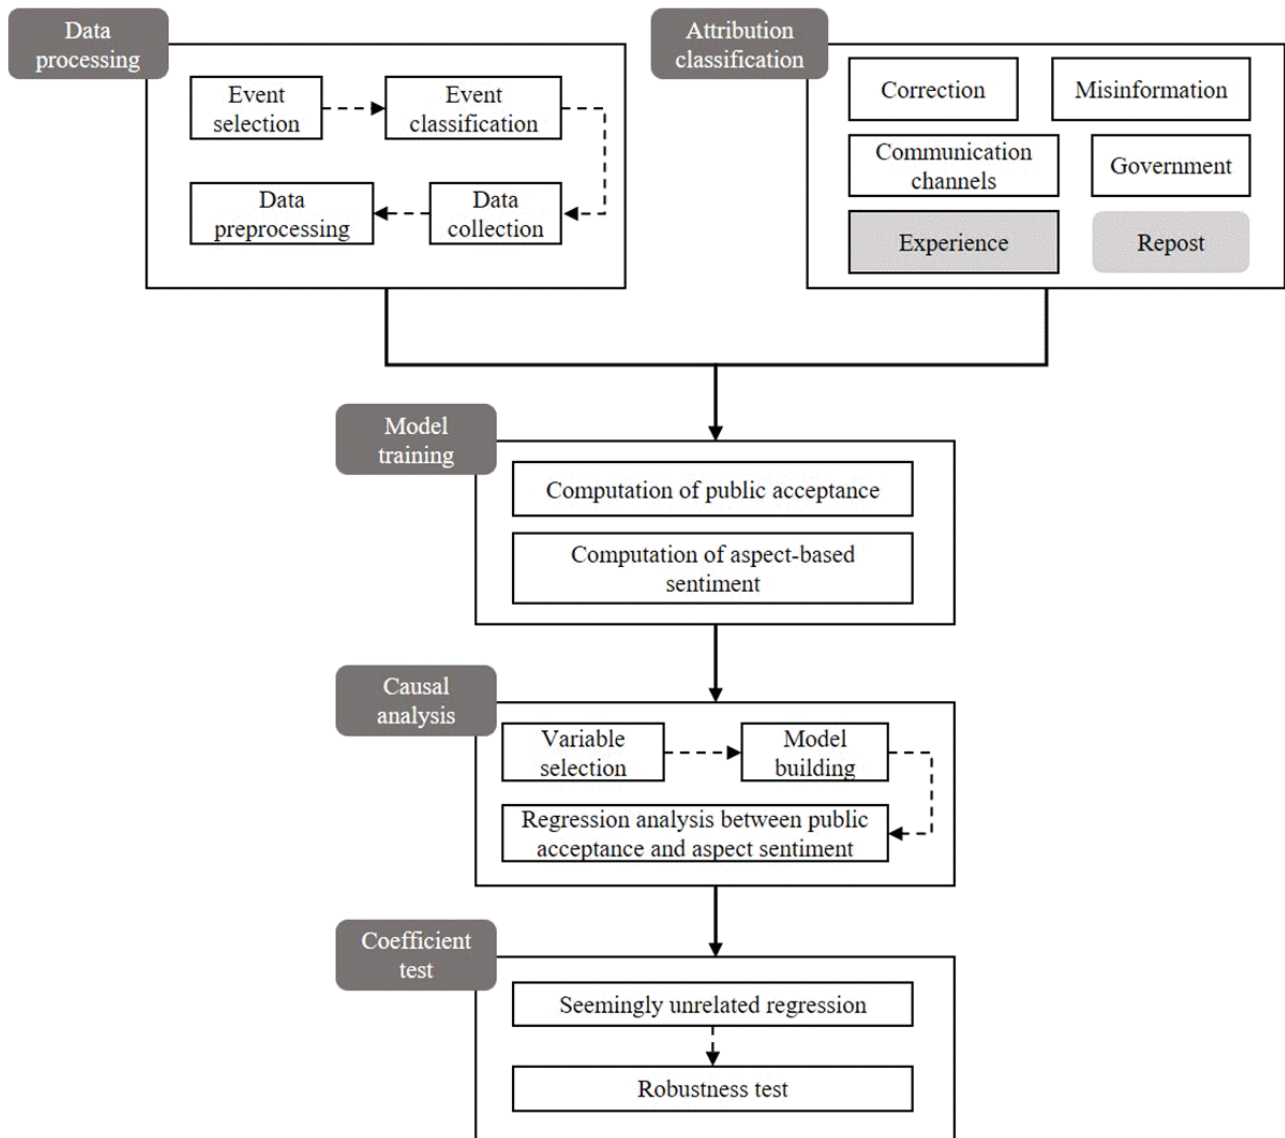 Data
processing
Event
selection
Event
classification
Data
preprocessing
Data
collection
Attribution
classification
Correction
Misinformation
Communication
channels
Government
Experience
Repost
Model
training
Computation of public acceptance
Computation of aspect-based
sentiment
Causal
analysis
Variable
selection
Model
building
Regression analysis between public
acceptance and aspect sentiment
Coefficient
test
Seemingly unrelated regression
Robustness test